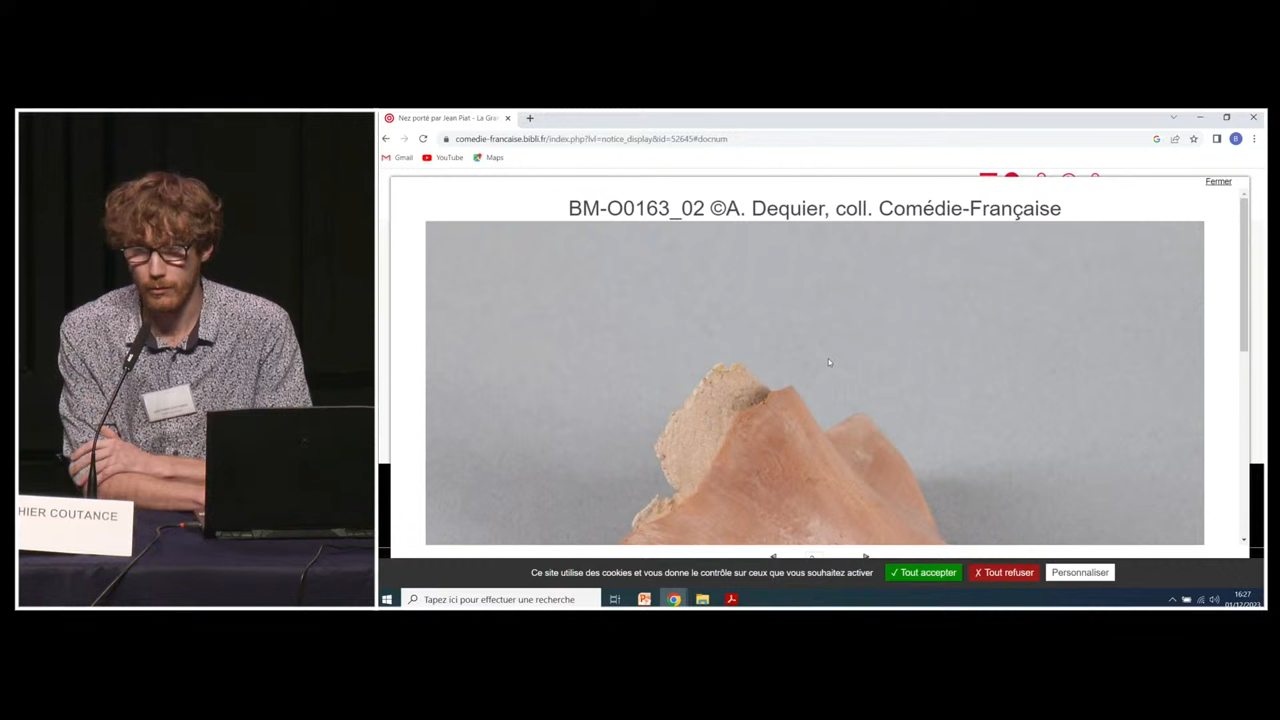 HIER COUTANCE
Nez porté par Jean Piat - La Gra
comedie-francaise.bibli.fr/index.php?lvl=notice_display&id=52645#docnum
Gmail YouTube Maps
Fermer
BM-O0163_02 ©A. Dequier, coll. Comédie-Française
Ce site utilise des cookies et vous donne le contrôle sur ceux que vous souhaitez activer
✓ Tout accepter
✗ Tout refuser
Personnaliser
Tapez ici pour effectuer une recherche
16:27
01/12/2023